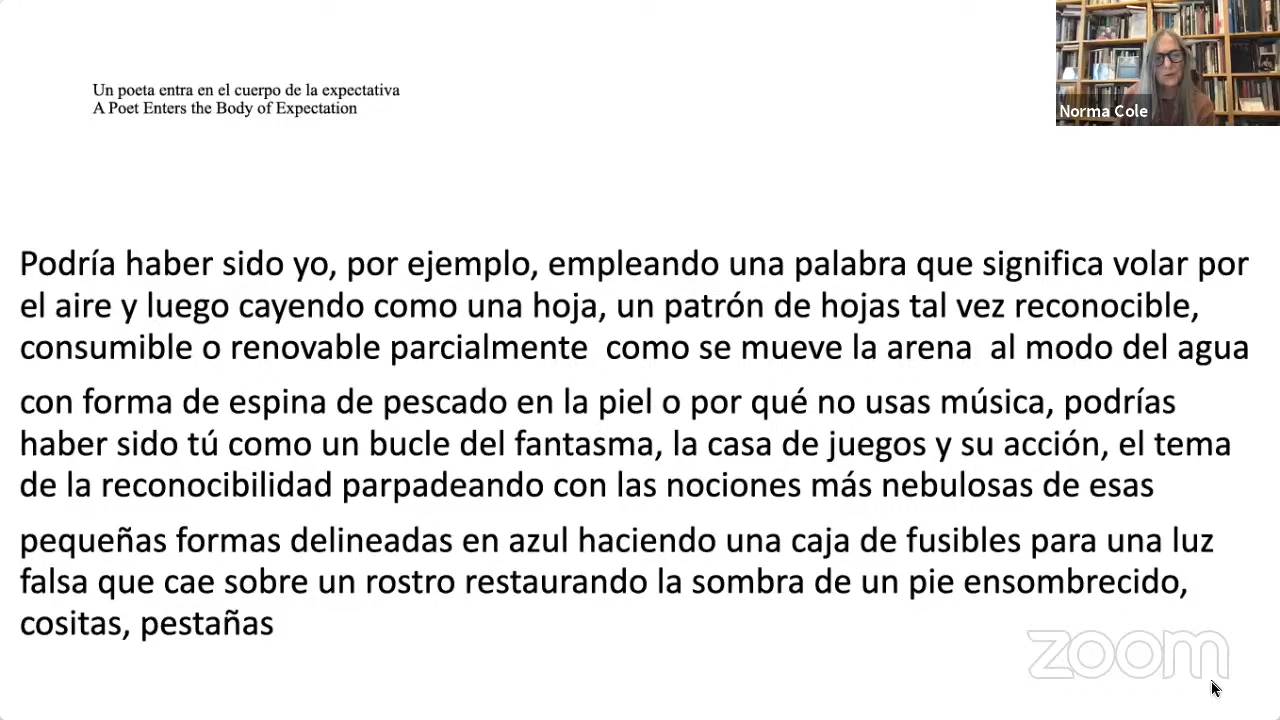 Un poeta entra en el cuerpo de la expectativa
A Poet Enters the Body of Expectation
Norma Cole
Podría haber sido yo, por ejemplo, empleando una palabra que significa volar por
el aire y luego cayendo como una hoja, un patrón de hojas tal vez reconocible,
consumible o renovable parcialmente  como se mueve la arena  al modo del agua
con forma de espina de pescado en la piel o por qué no usas música, podrías
haber sido tú como un bucle del fantasma, la casa de juegos y su acción, el tema
de la reconocibilidad parpadeando con las nociones más nebulosas de esas
pequeñas formas delineadas en azul haciendo una caja de fusibles para una luz
falsa que cae sobre un rostro restaurando la sombra de un pie ensombrecido,
cositas, pestañas
zoom